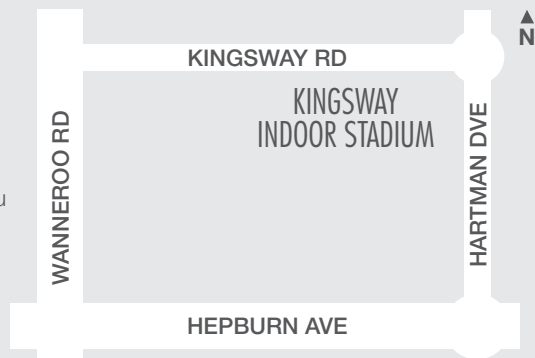 N
KINGSWAY RD
KINGSWAY
INDOOR STADIUM
WANNEROO RD
HARTMAN DVE
HEPBURN AVE